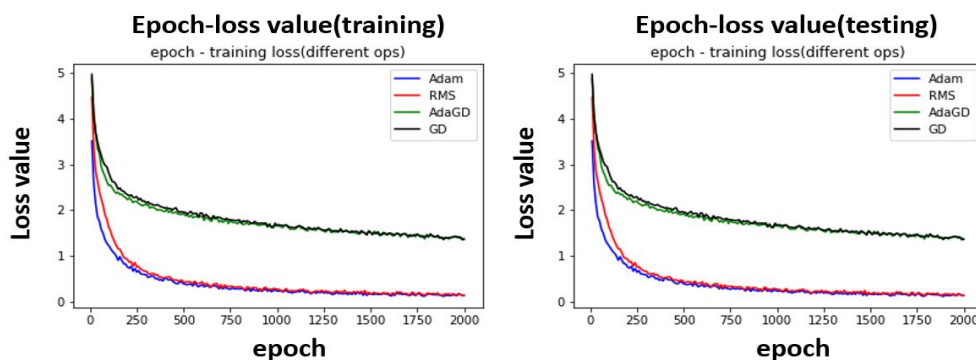 Epoch-loss value(training)
epoch - training loss(different ops)
5
4
3
2
1
0
Loss value
Adam
RMS
AdaGD
GD
0
250
500
750
1000
1250
1500
1750
2000
epoch
Epoch-loss value(testing)
epoch - training loss(different ops)
5
4
3
2
1
0
Loss value
Adam
RMS
AdaGD
GD
0
250
500
750
1000
1250
1500
1750
2000
epoch